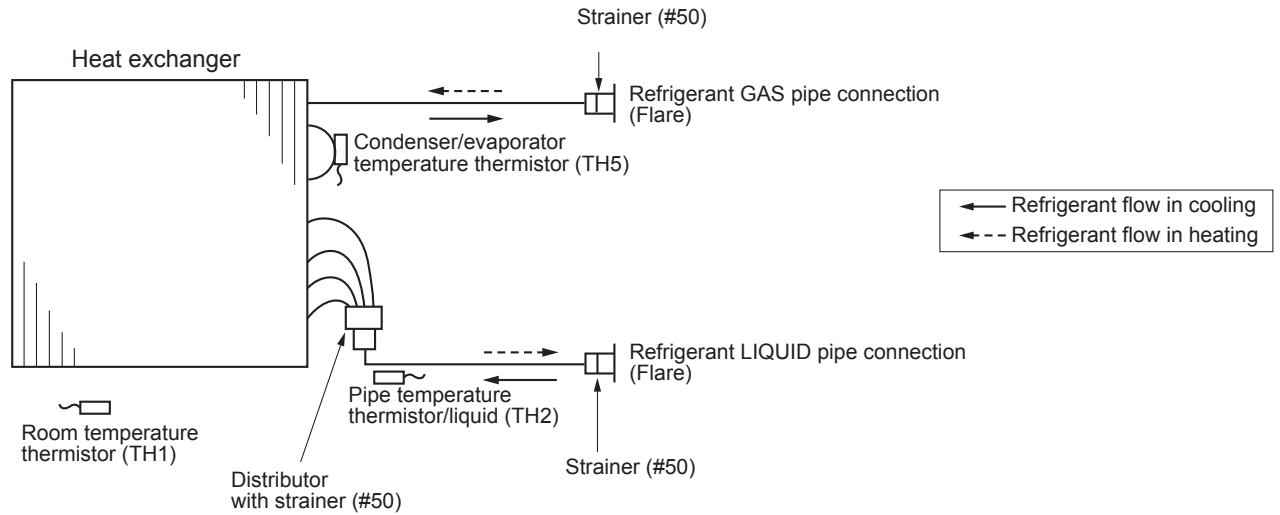 Strainer (#50)
Heat exchanger
Refrigerant GAS pipe connection
(Flare)
Condenser/evaporator
temperature thermistor (TH5)
Refrigerant flow in cooling
Refrigerant flow in heating
Refrigerant LIQUID pipe connection
(Flare)
Pipe temperature
thermistor/liquid (TH2)
Room temperature
thermistor (TH1)
Strainer (#50)
Distributor
with strainer (#50)